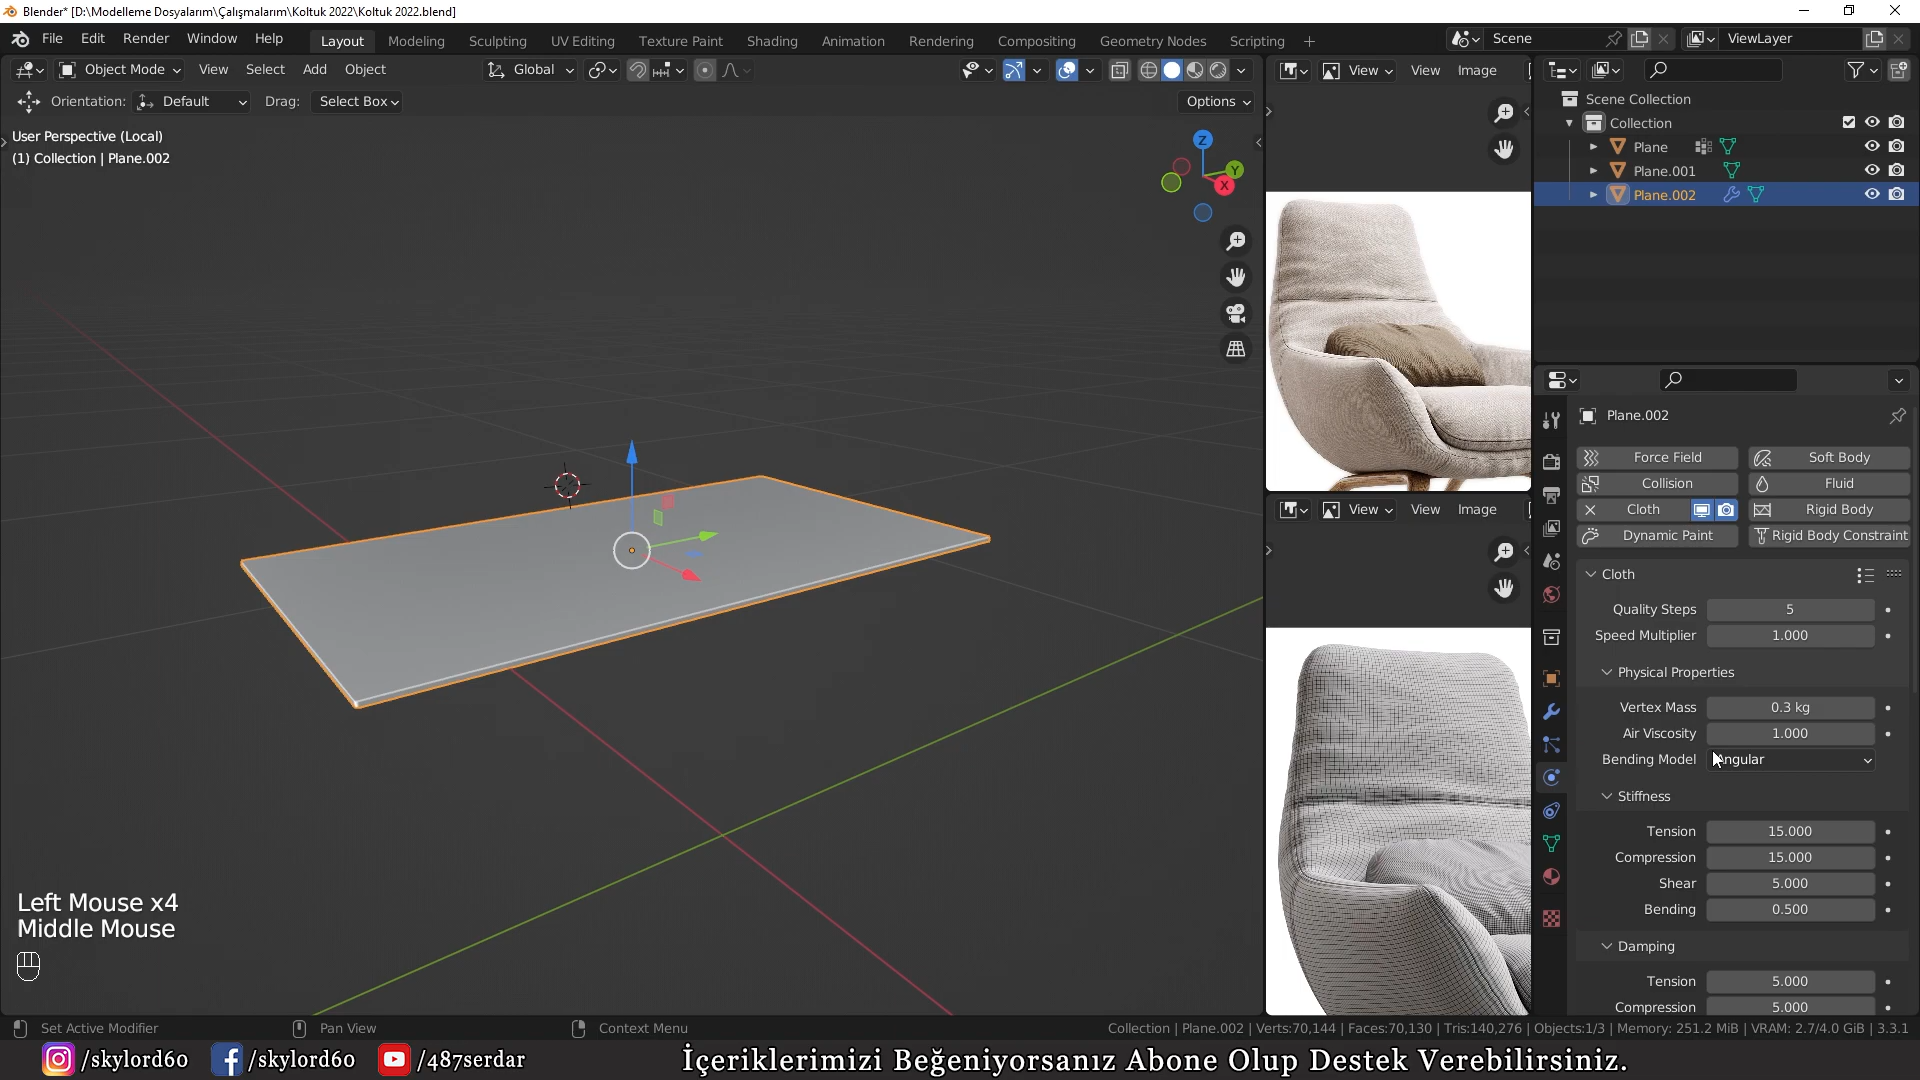 Blender* [D:\Modelleme Dosyalarım\Çalışmalarım\Koltuk 2022\Koltuk 2022.blend]
File Edit Render Window Help Layout Modeling Sculpting UV Editing Texture Paint Shading Animation Rendering Compositing Geometry Nodes Scripting + Scene ViewLayer
Object Mode View Select Add Object Global View View Image
Orientation: Default Drag: Select Box Options
User Perspective (Local)
(1) Collection | Plane.002
Z
Y
X
Scene Collection
Collection
Plane
Plane.001
Plane.002
Plane.002
Force Field Soft Body
Collision Fluid
Cloth Rigid Body
Dynamic Paint Rigid Body Constraint
View View Image
Cloth
Quality Steps 5
Speed Multiplier 1.000
Physical Properties
Vertex Mass 0.3 kg
Air Viscosity 1.000
Bending Model Angular
Stiffness
Tension 15.000
Compression 15.000
Shear 5.000
Bending 0.500
Damping
Tension 5.000
Compression 5.000
Left Mouse x4
Middle Mouse
Set Active Modifier Pan View Context Menu Collection | Plane.002 | Verts:70,144 | Faces:70,130 | Tris:140,276 | Objects:1/3 | Memory: 251.2 MiB | VRAM: 2.7/4.0 GiB | 3.3.1
/skylord60 /skylord60 /487serdar İçeriklerimizi Beğeniyorsanız Abone Olup Destek Verebilirsiniz.